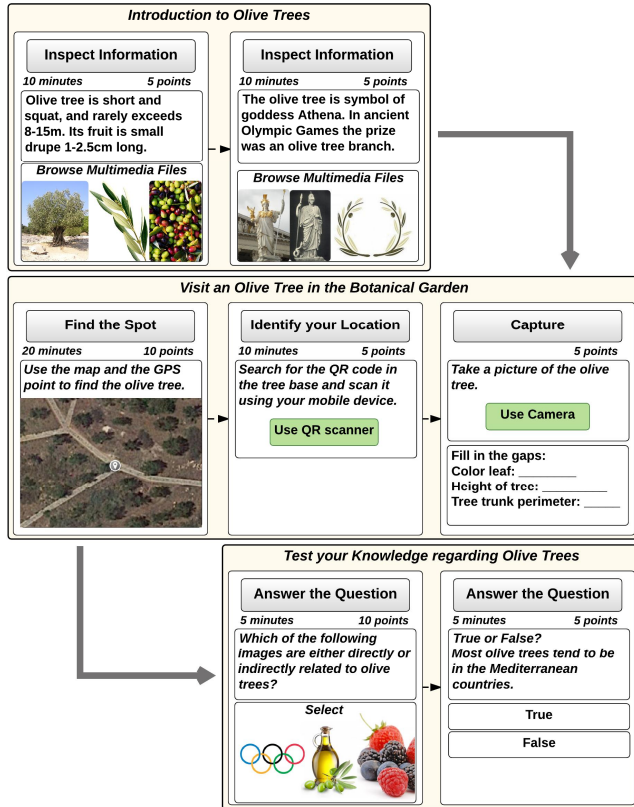 Introduction to Olive Trees
Inspect Information
10 minutes 5 points
Olive tree is short and
squat, and rarely exceeds
8-15m. Its fruit is small
drupe 1-2.5cm long.
Browse Multimedia Files
Inspect Information
10 minutes 5 points
The olive tree is symbol of
goddess Athena. In ancient
Olympic Games the prize
was an olive tree branch.
Browse Multimedia Files
Visit an Olive Tree in the Botanical Garden
Find the Spot
20 minutes 10 points
Use the map and the GPS
point to find the olive tree.
Identify your Location
10 minutes 5 points
Search for the QR code in
the tree base and scan it
using your mobile device.
Use QR scanner
Capture
5 points
Take a picture of the olive
tree.
Use Camera
Fill in the gaps:
Color leaf: ________
Height of tree: _________
Tree trunk perimeter: _____
Test your Knowledge regarding Olive Trees
Answer the Question
5 minutes 10 points
Which of the following
images are either directly or
indirectly related to olive
trees?
Select
Answer the Question
5 minutes 5 points
True or False?
Most olive trees tend to be
in the Mediterranean
countries.
True
False